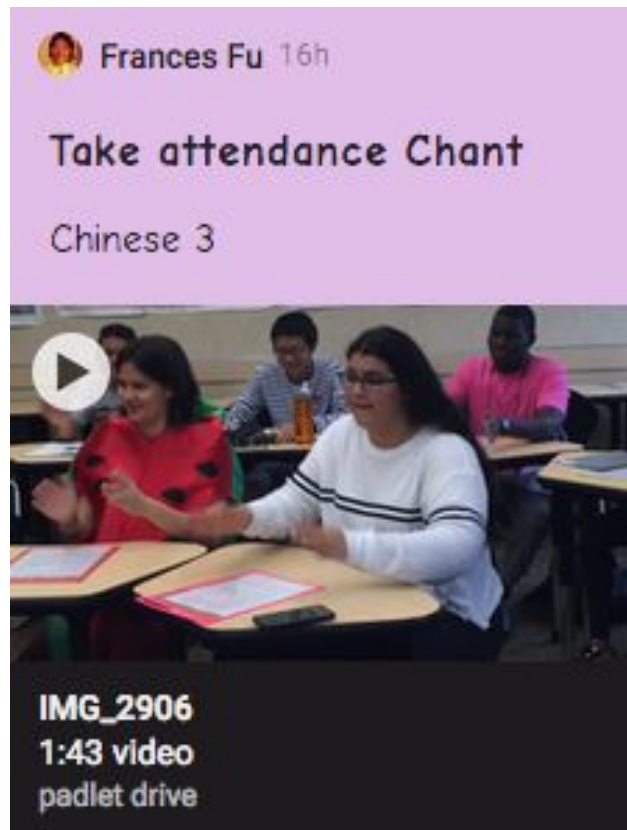 Frances Fu 16h
Take attendance Chant
Chinese 3
IMG_2906
1:43 video
padlet drive